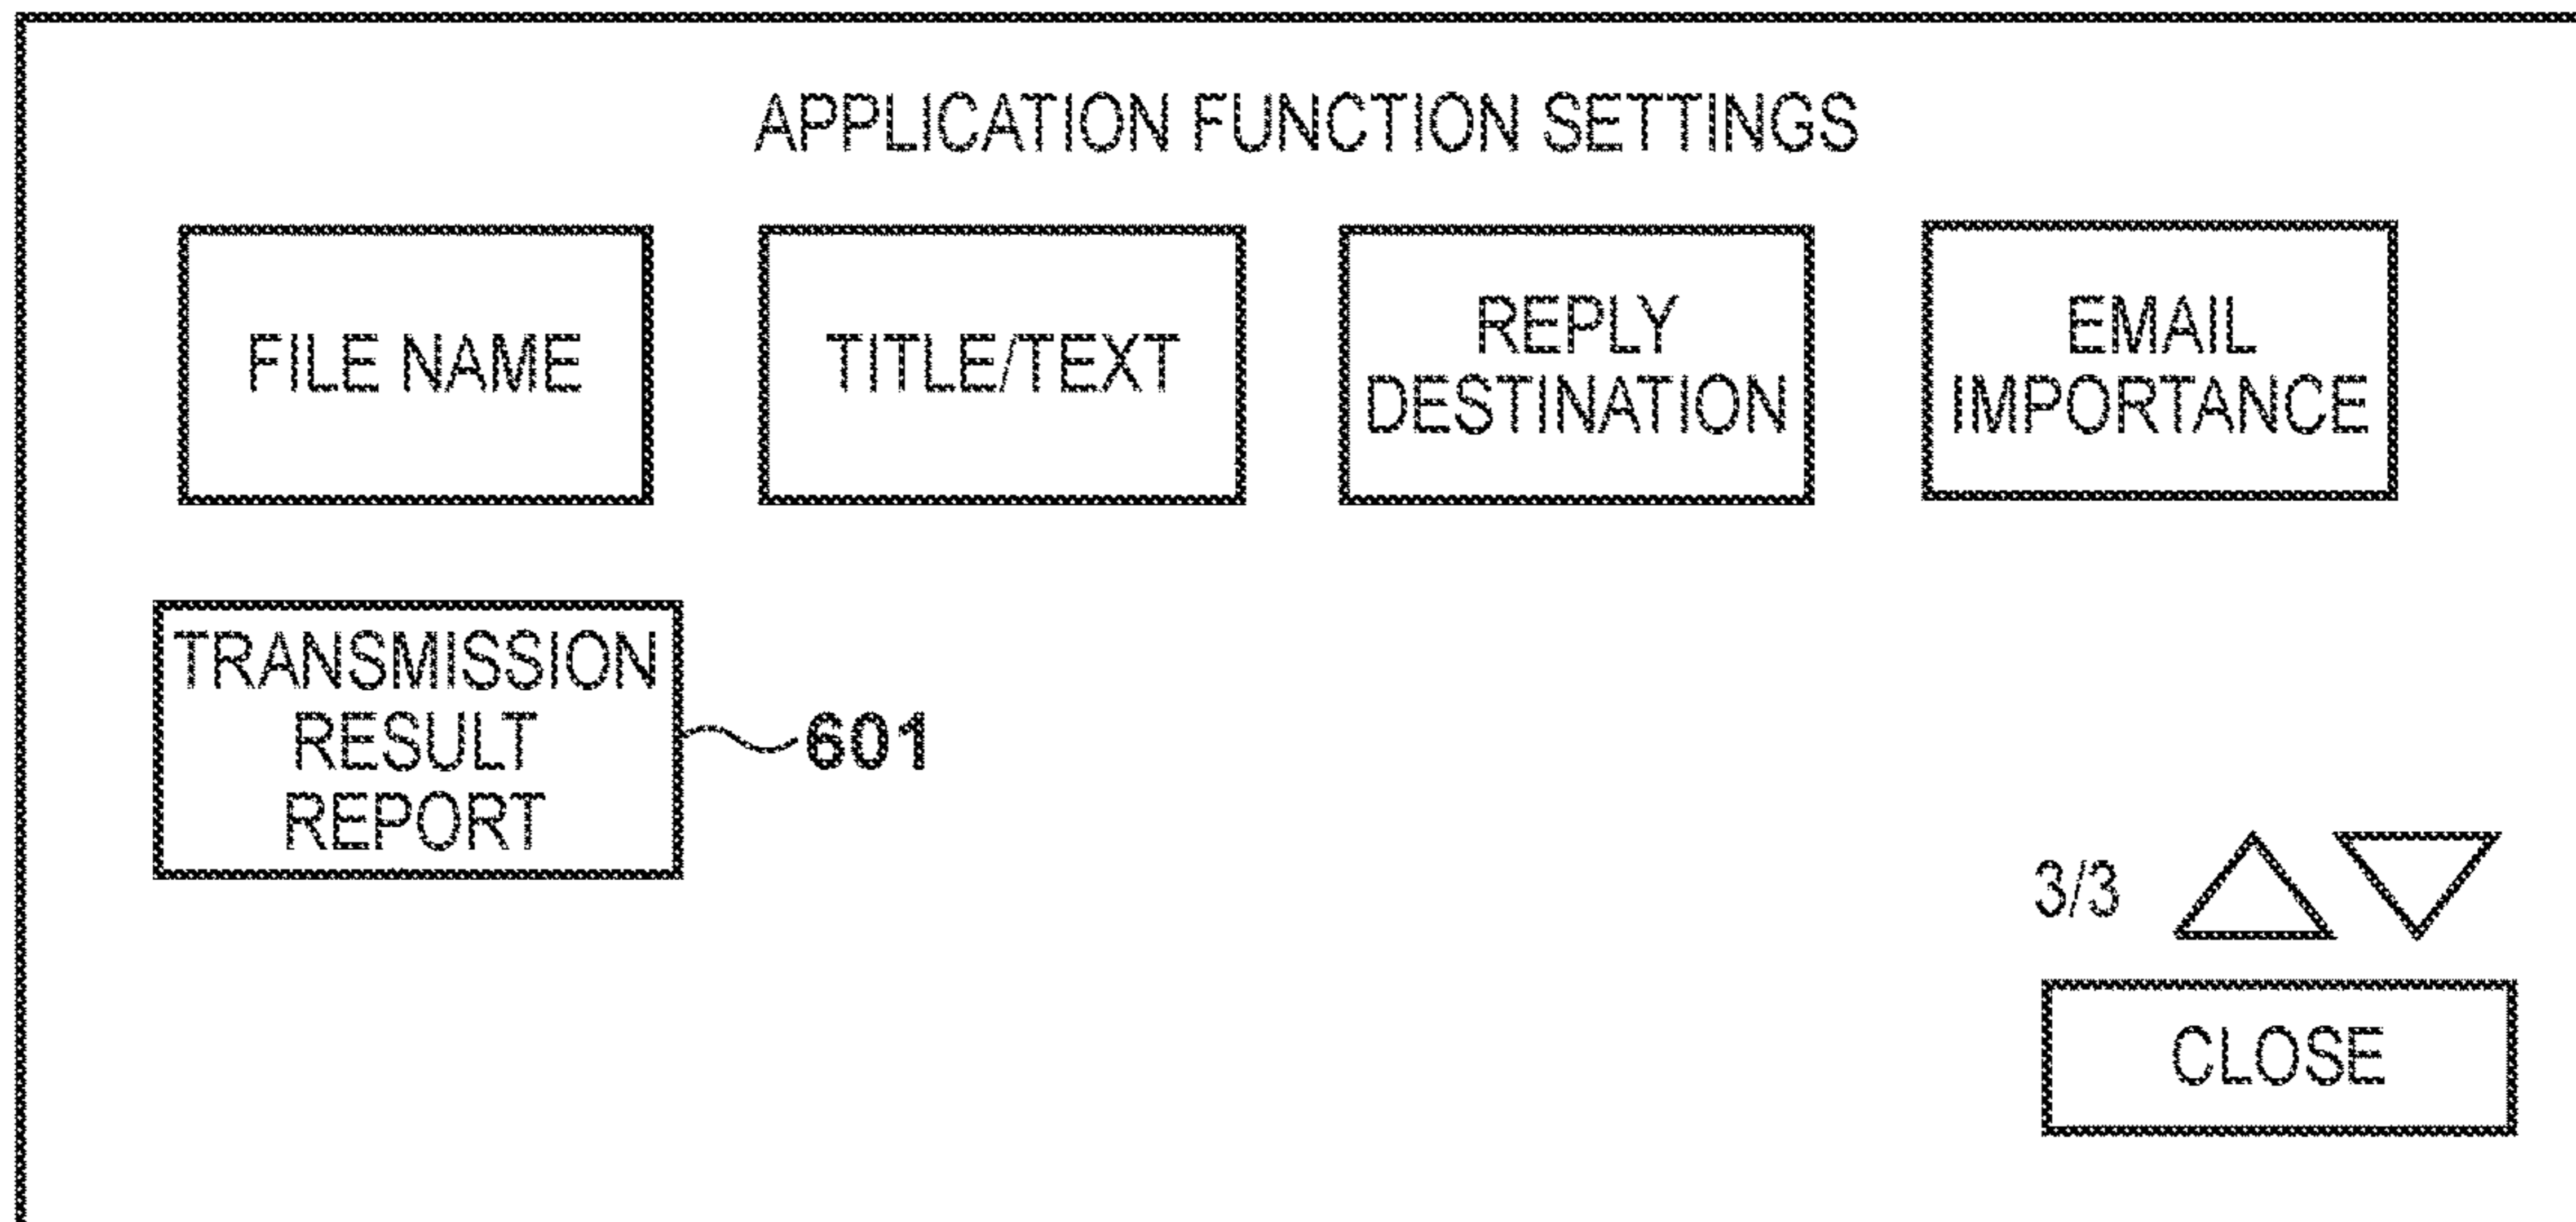 APPLICATION FUNCTION SETTINGS
FILE NAME
TITLE/TEXT
REPLY
DESTINATION
EMAIL
IMPORTANCE
TRANSMISSION
RESULT
REPORT
601
3/3
CLOSE